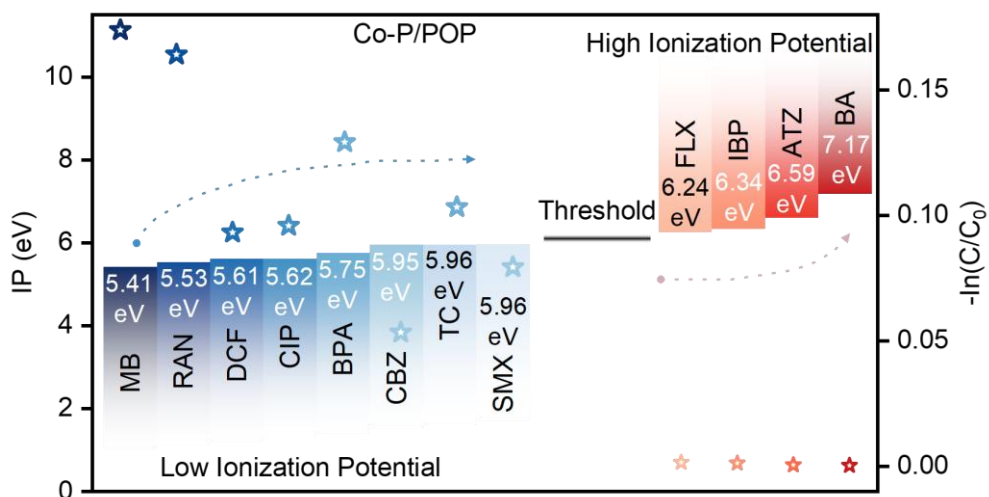 Co-P/POP
High Ionization Potential
IP (eV)
10
8
6
4
2
0
-ln(C/C₀)
0.15
0.10
0.05
0.00
5.41
eV
MB
5.53
eV
RAN
5.61
eV
DCF
5.62
eV
CIP
5.75
eV
BPA
5.95
eV
CBZ
5.96
eV
TC
5.96
eV
SMX
Threshold
FLX
6.24
eV
IBP
6.34
eV
ATZ
6.59
eV
BA
7.17
eV
Low Ionization Potential